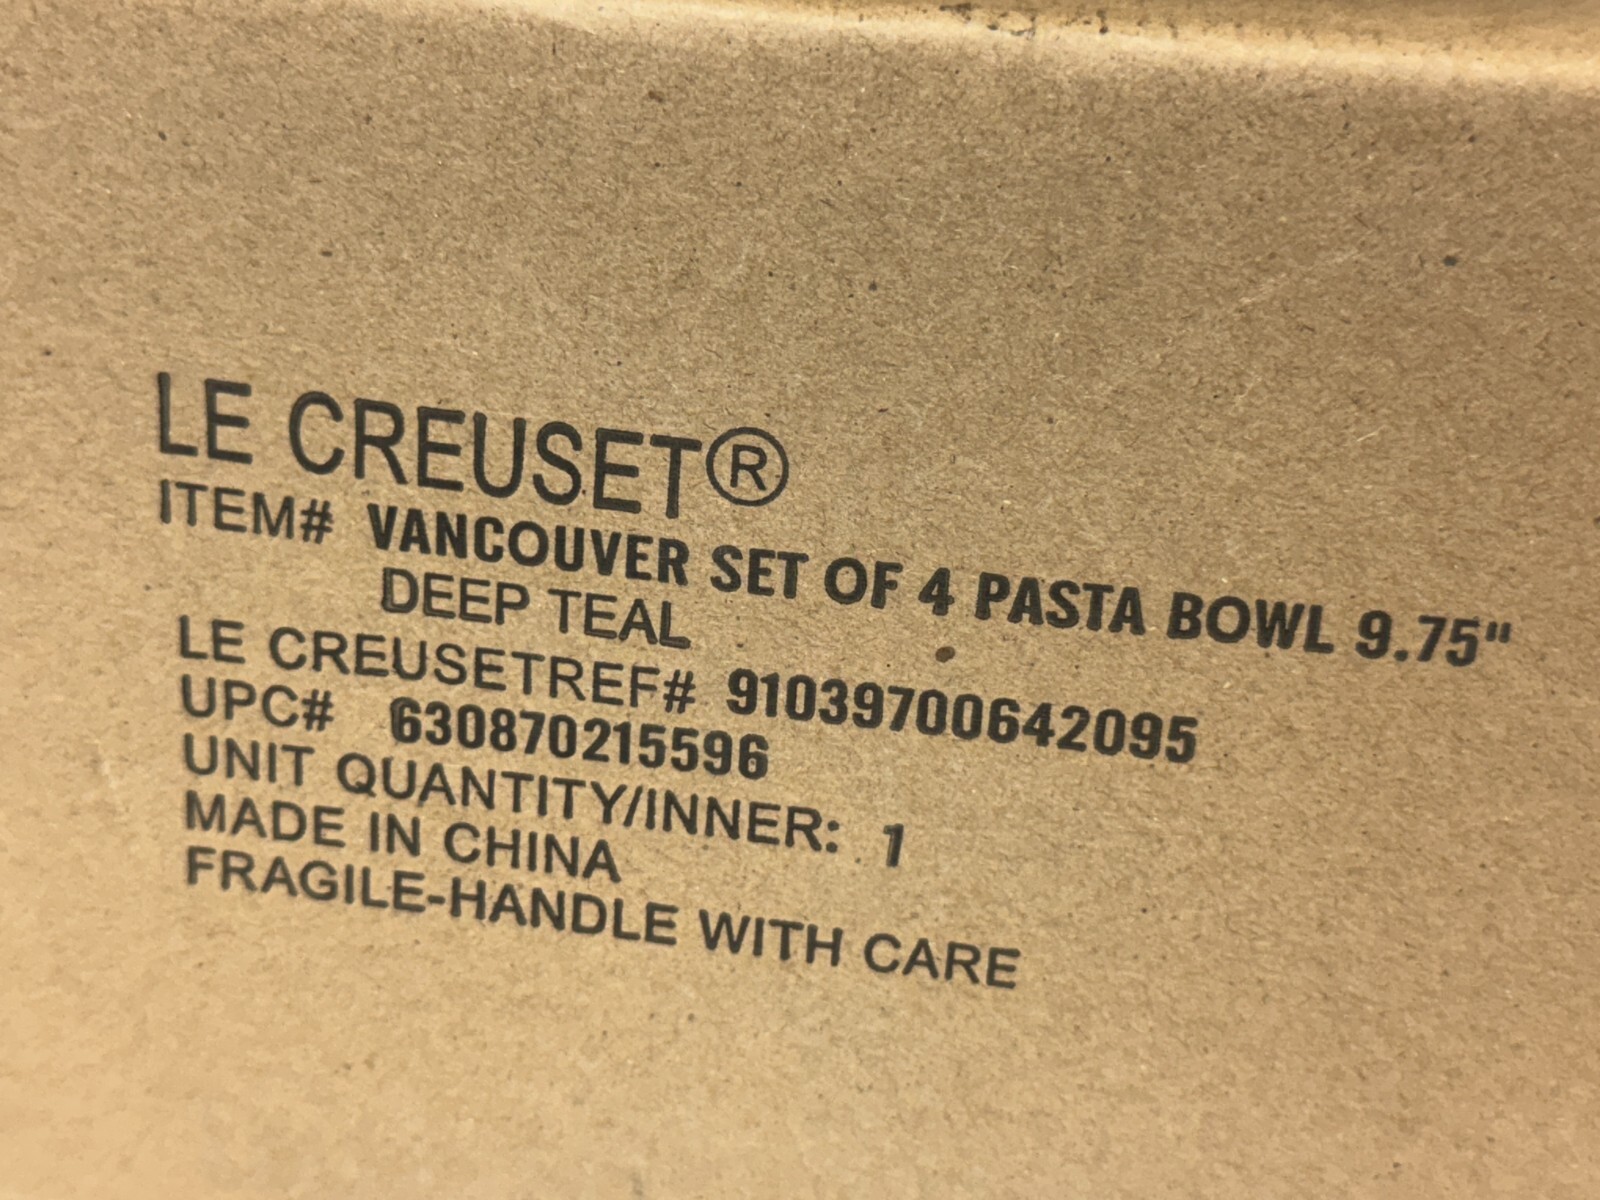 LE CREUSET®
ITEM# VANCOUVER SET OF 4 PASTA BOWL 9.75"
DEEP TEAL
LE CREUSETREF# 91039700642095
UPC# 630870215596
UNIT QUANTITY/INNER: 1
MADE IN CHINA
FRAGILE-HANDLE WITH CARE